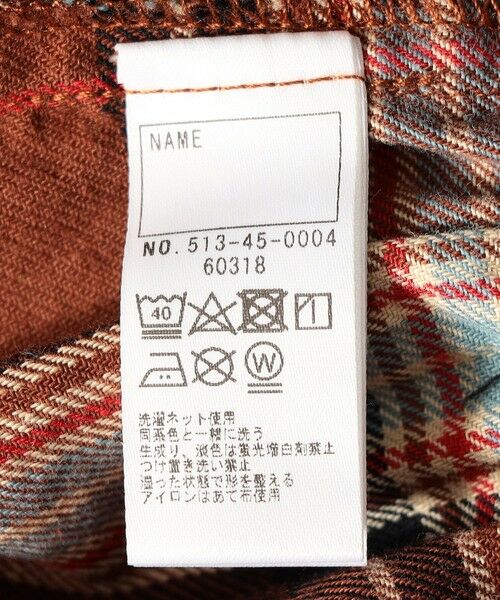 NAME
NO. 513-45-0004
60318
40
W
洗濯ネット使用
同系色と一緒に洗う
生成り、淡色は蛍光増白剤禁止
つけ置き洗い禁止
湿った状態で形を整える
アイロンはあて布使用